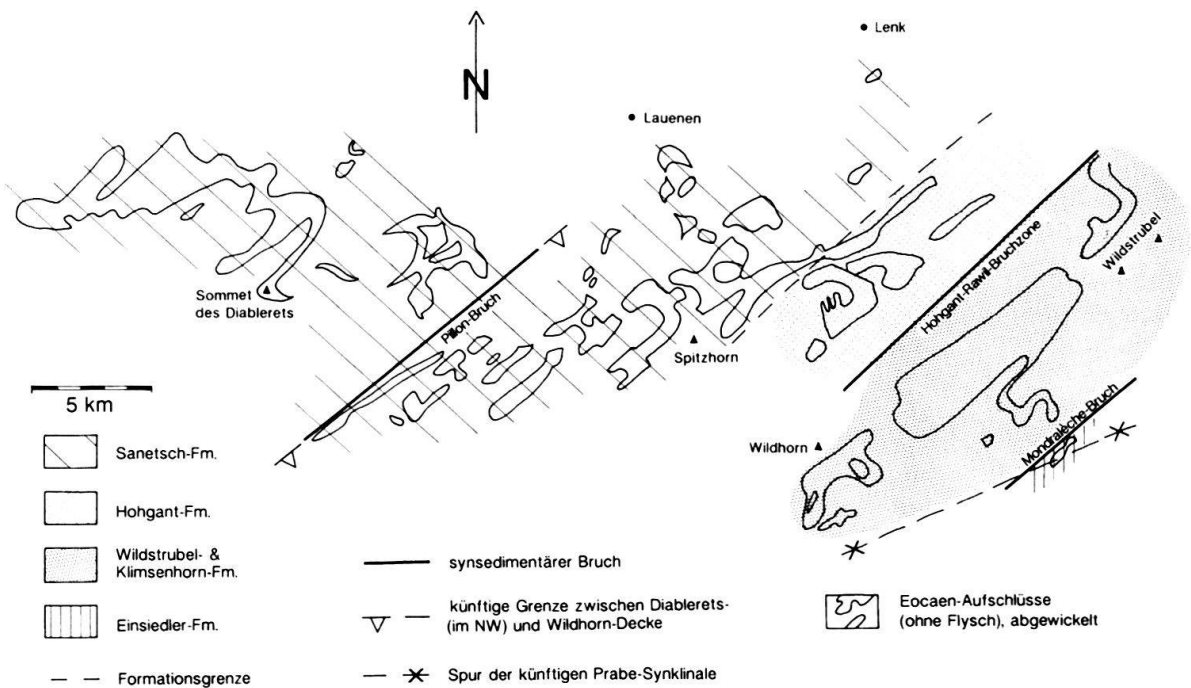 Lenk
N
Lauenen
Wildstrubel
Hohgant-Rawil-Bruchzone
Sommet
des Diablerets
Pillon-Bruch
Spitzhorn
5 km
Mondralèche-Bruch
Wildhorn
Sanetsch-Fm.
Hohgant-Fm.
Wildstrubel- &
Klimsenhorn-Fm.
Einsiedler-Fm.
Formationsgrenze
synsedimentärer Bruch
künftige Grenze zwischen Diablerets-
(im NW) und Wildhorn-Decke
Spur der künftigen Prabe-Synklinale
Eocaen-Aufschlüsse
(ohne Flysch), abgewickelt